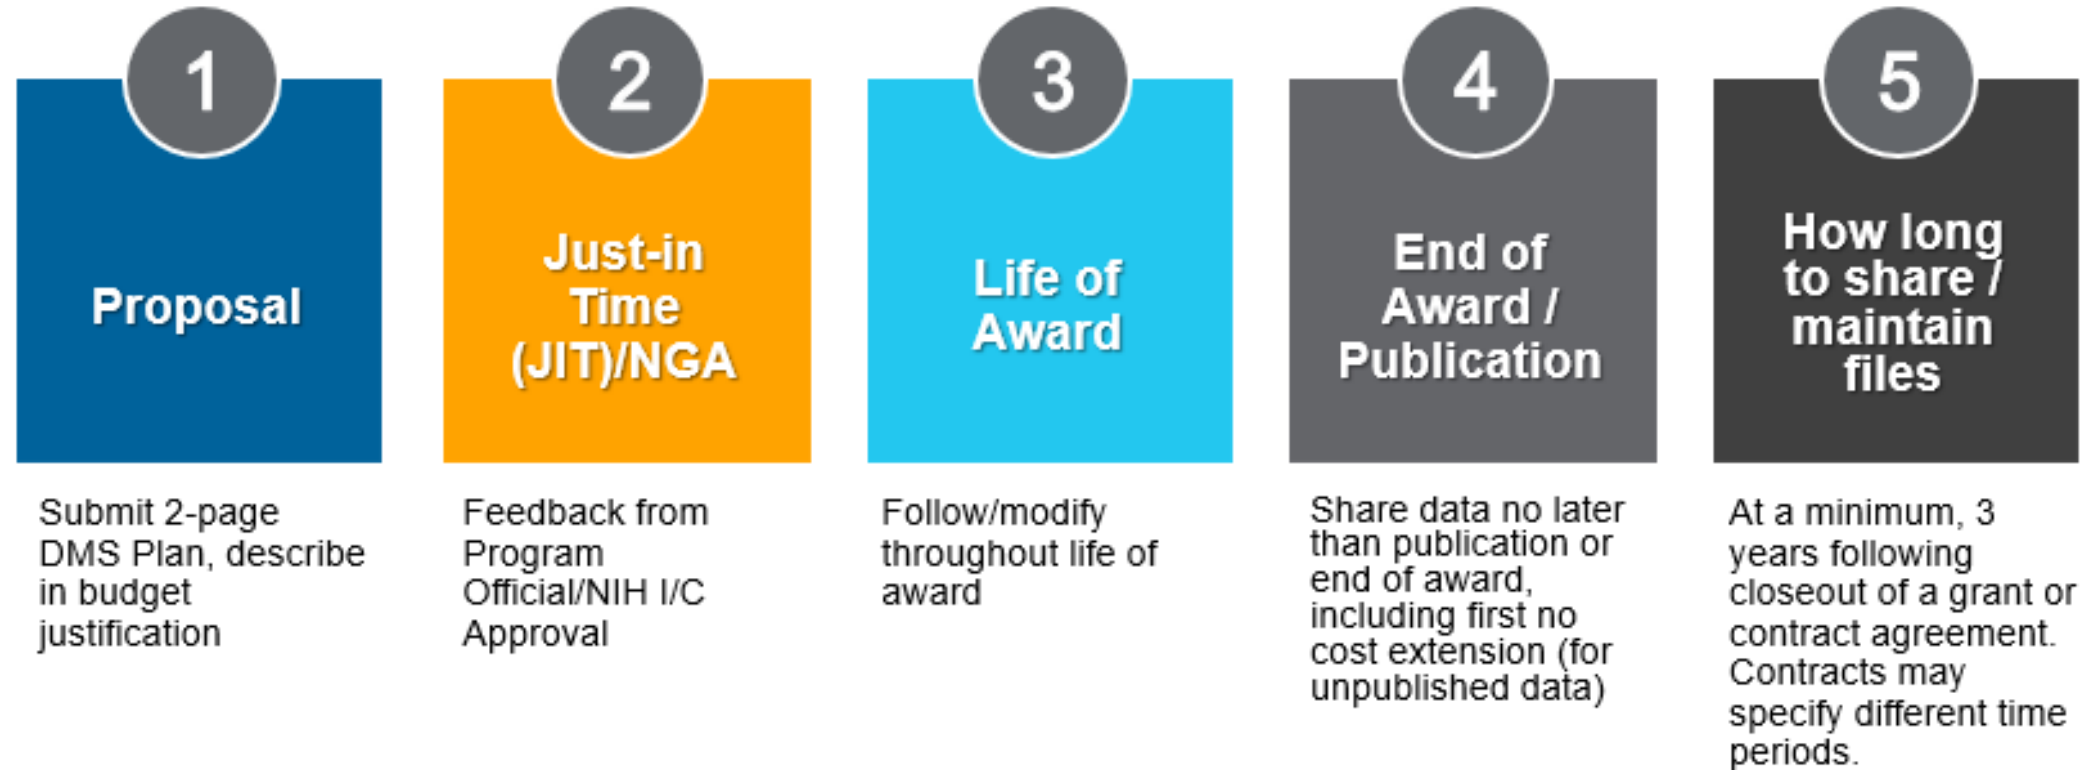 1
Proposal
Submit 2-page
DMS Plan, describe
in budget
justification
2
Just-in
Time
(JIT)/NGA
Feedback from
Program
Official/NIH I/C
Approval
3
Life of
Award
Follow/modify
throughout life of
award
4
End of
Award /
Publication
Share data no later
than publication or
end of award,
including first no
cost extension (for
unpublished data)
5
How long
to share /
maintain
files
At a minimum, 3
years following
closeout of a grant or
contract agreement.
Contracts may
specify different time
periods.